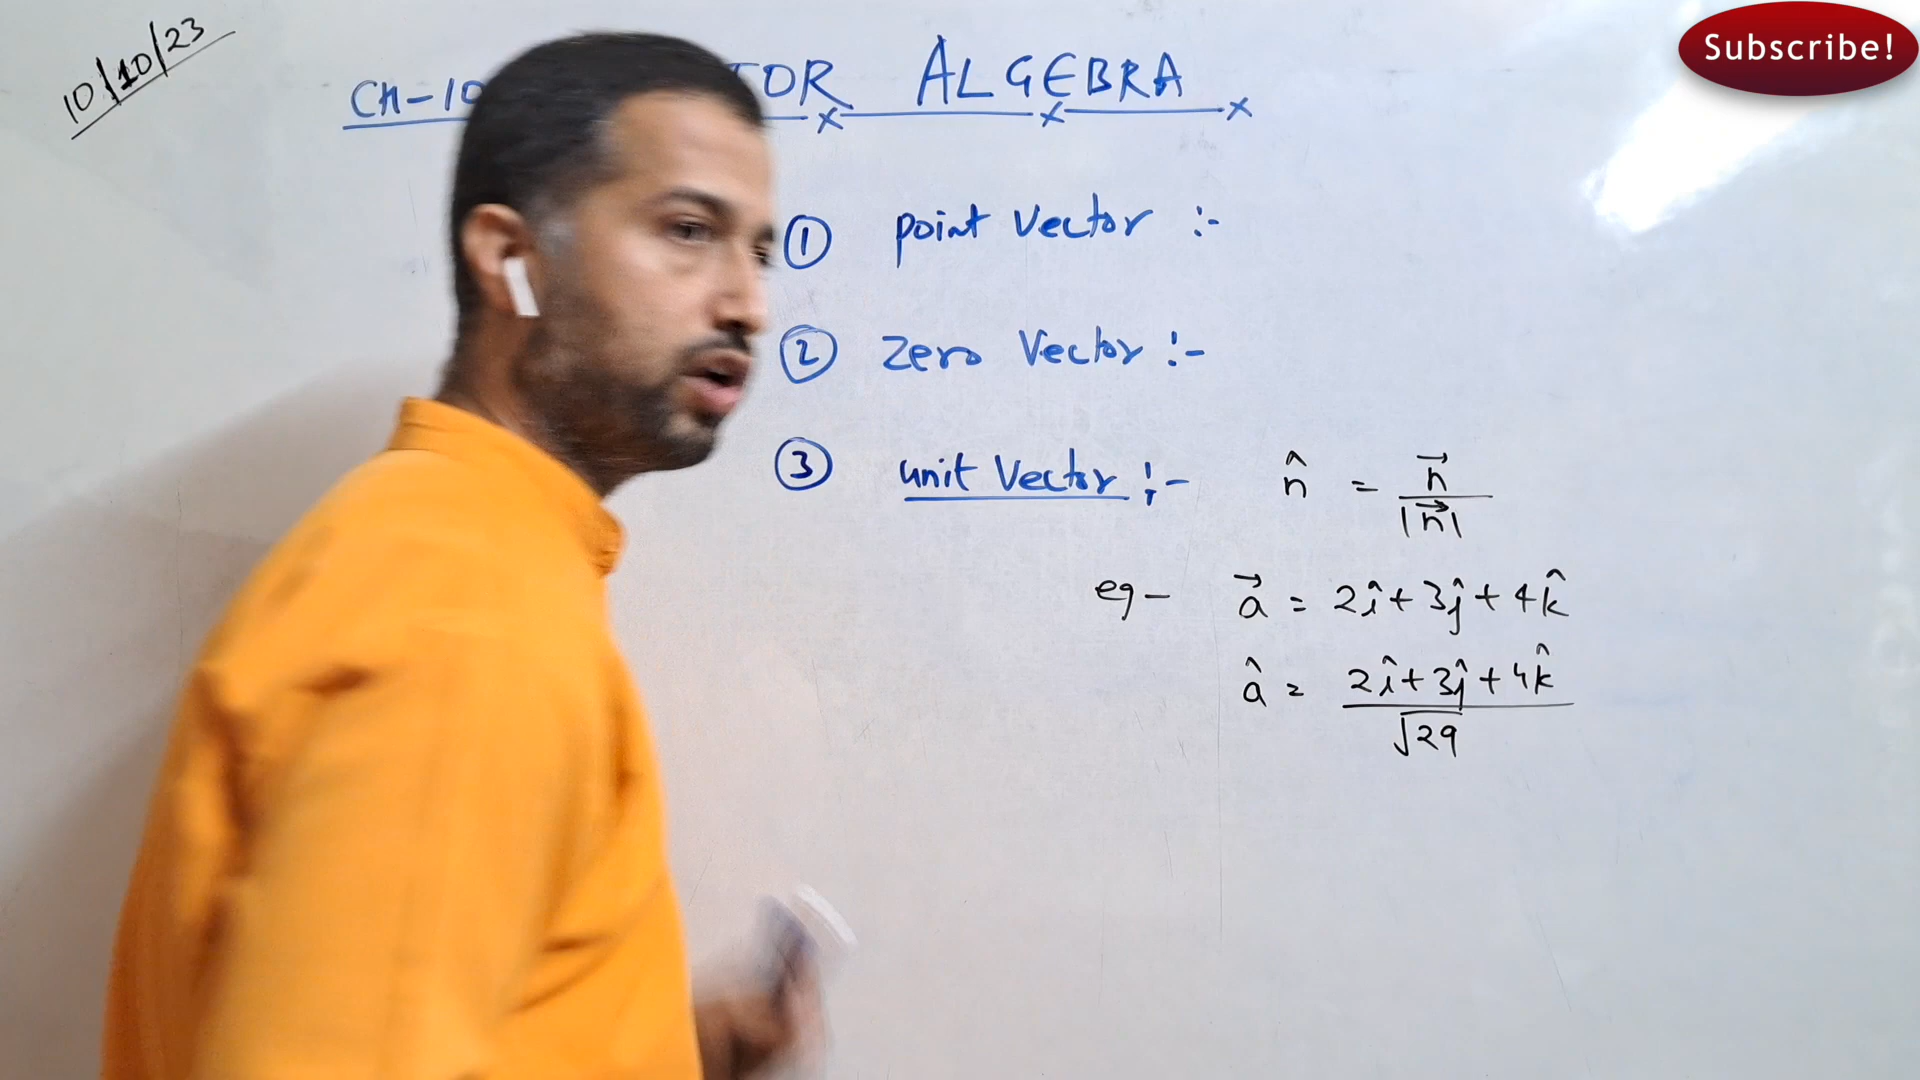 10/10/23
Subscribe!
CH-10 TOR ALGEBRA
① point Vector :-
② Zero Vector :-
③ unit Vector :- n̂ = n⃗ / |n⃗|
eg - a⃗ = 2î + 3ĵ + 4k̂
â = 2î + 3ĵ + 4k̂ / √29